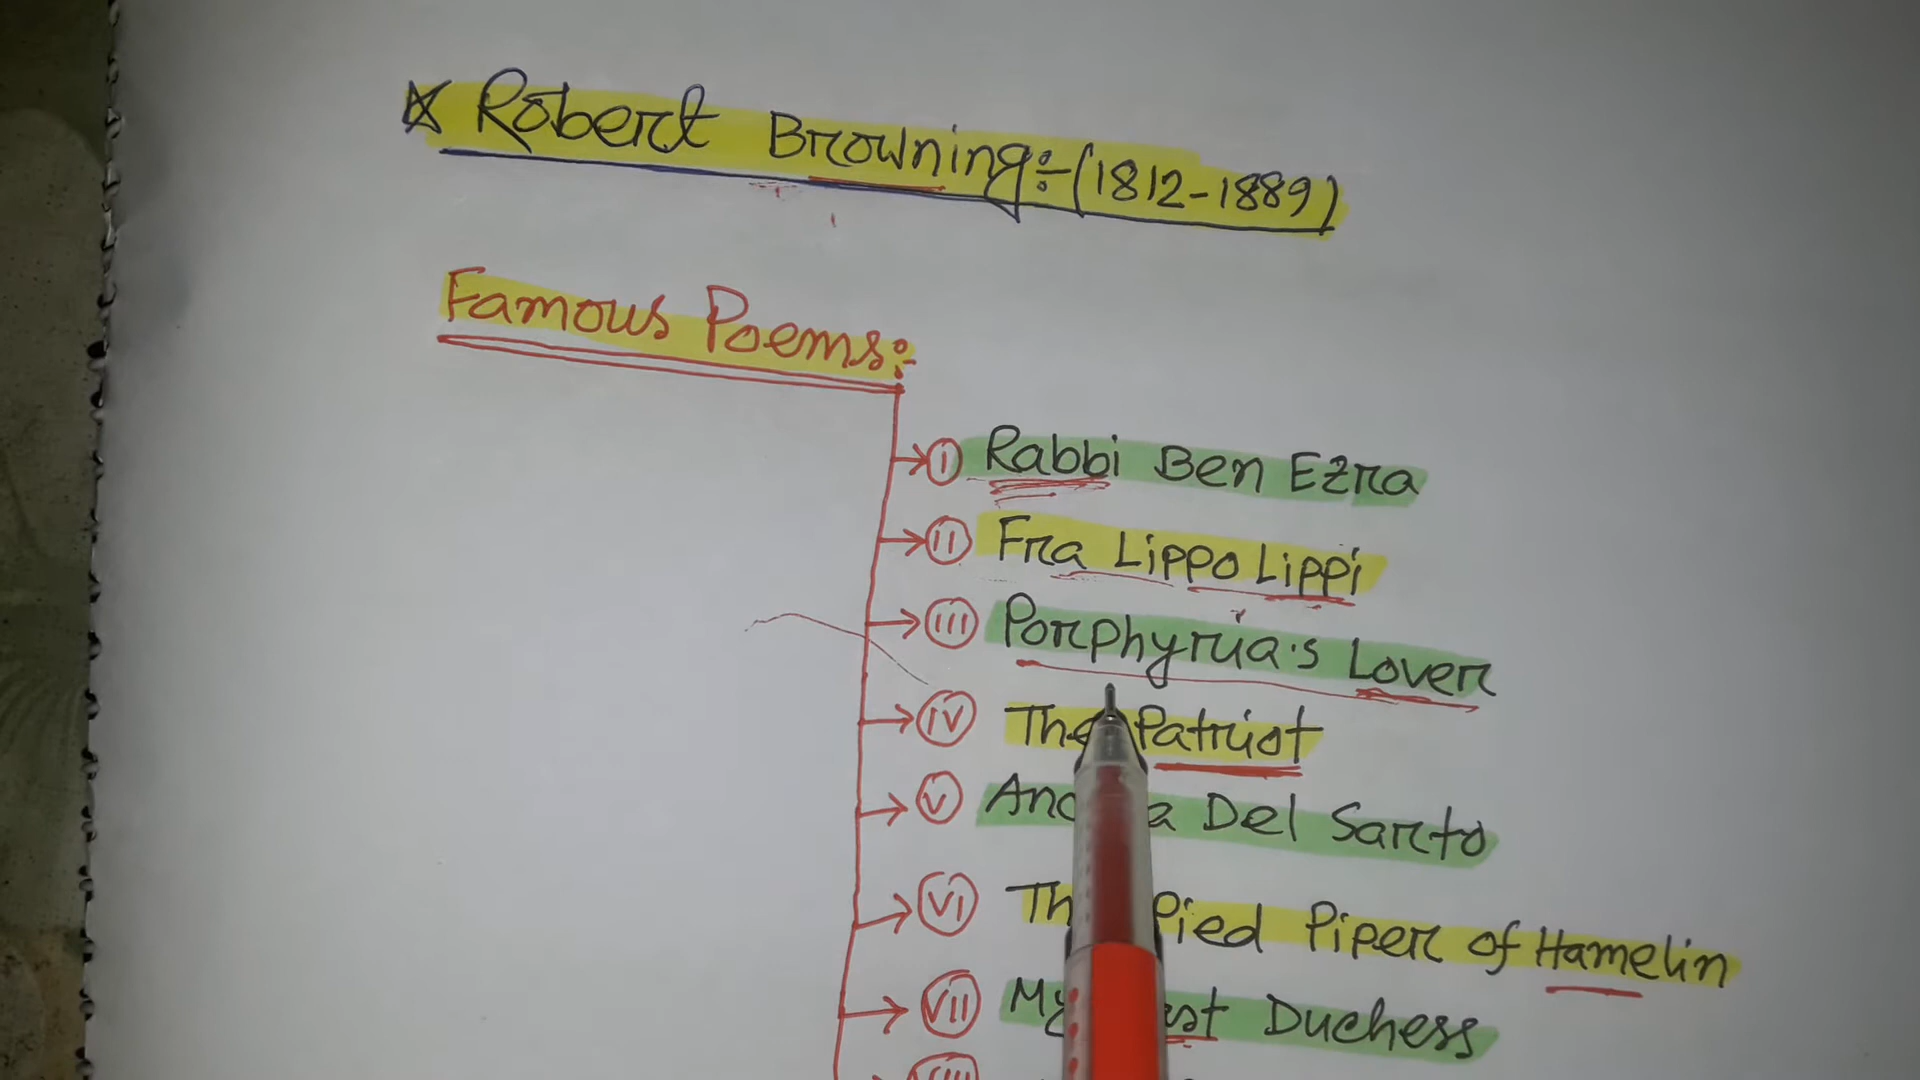 ☆ Robert Browning÷(1812-1889)
Famous Poems÷
→ⓘ Rabbi Ben Ezra
→ⓘⓘ Fra Lippo Lippi
→(iii) Porphyria's Lover
→(iv) The Patriot
→(v) Del Sarto
→(vi) Pied Piper of Hamelin
→(vii) My Duchess